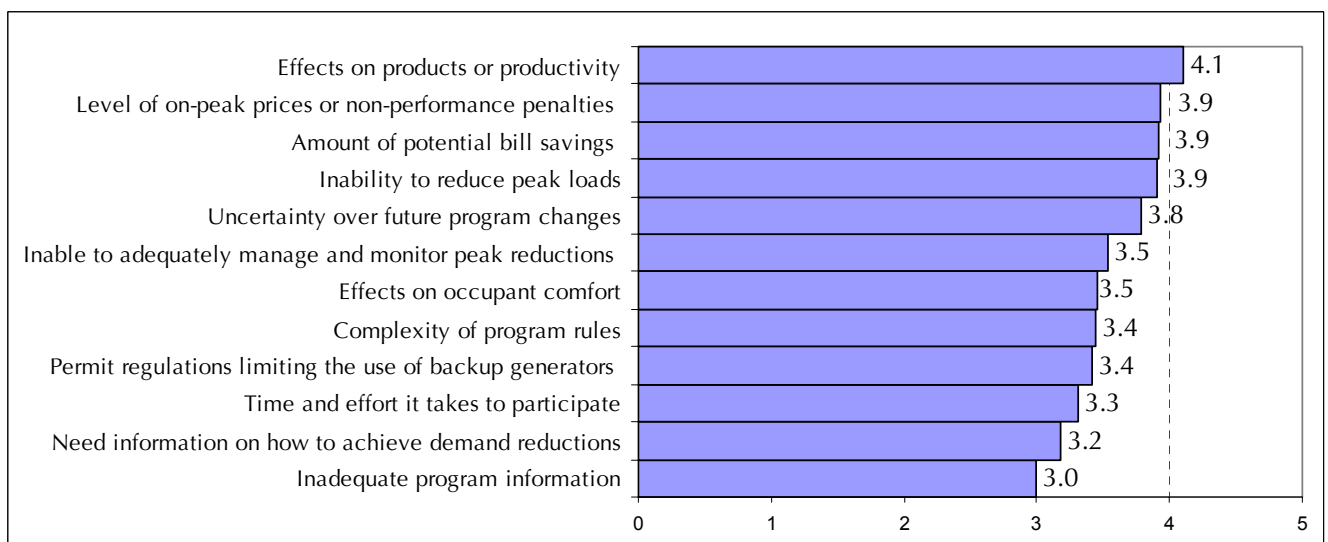 Effects on products or productivity 4.1
Level of on-peak prices or non-performance penalties 3.9
Amount of potential bill savings 3.9
Inability to reduce peak loads 3.9
Uncertainty over future program changes 3.8
Inable to adequately manage and monitor peak reductions 3.5
Effects on occupant comfort 3.5
Complexity of program rules 3.4
Permit regulations limiting the use of backup generators 3.4
Time and effort it takes to participate 3.3
Need information on how to achieve demand reductions 3.2
Inadequate program information 3.0
0 1 2 3 4 5